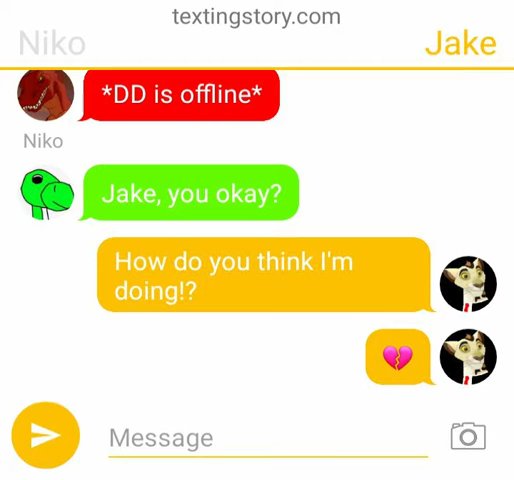 textingstory.com
Niko
Jake
*DD is offline*
Niko
Jake, you okay?
How do you think I'm
doing!?
Message